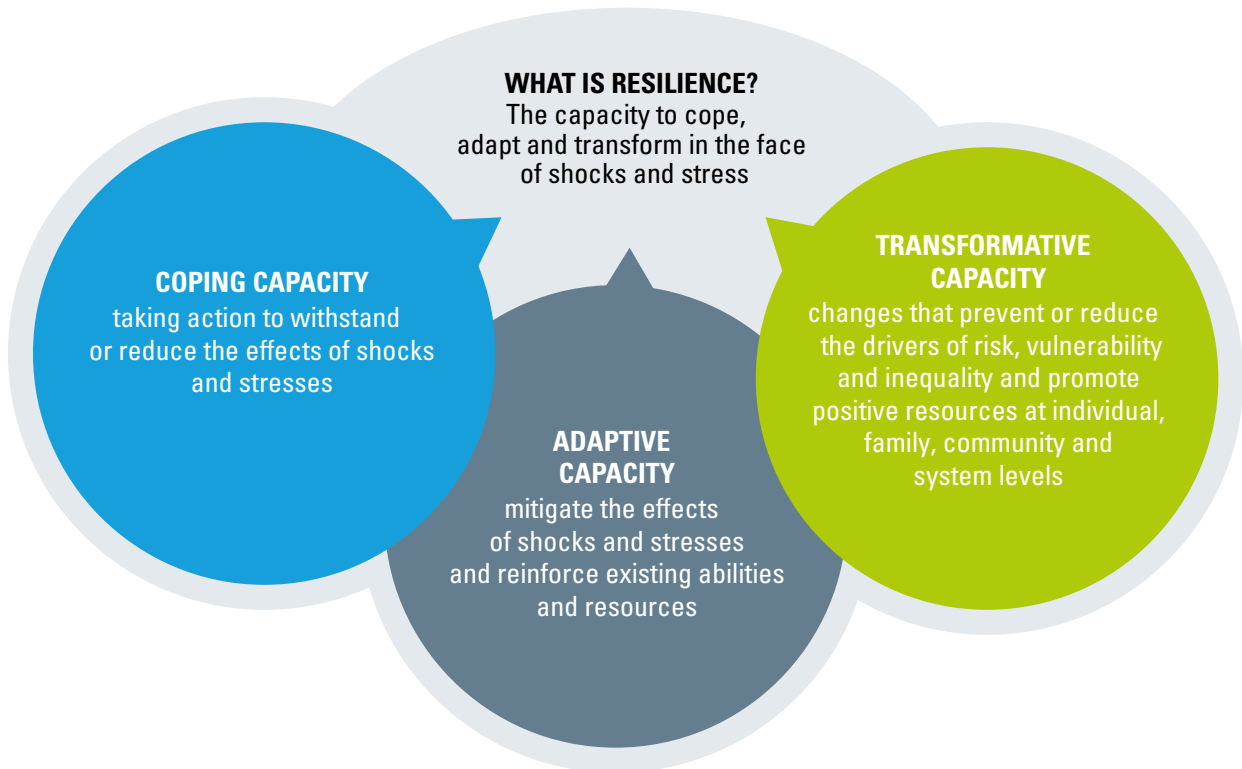 WHAT IS RESILIENCE?
The capacity to cope,
adapt and transform in the face
of shocks and stress
COPING CAPACITY
taking action to withstand
or reduce the effects of shocks
and stresses
ADAPTIVE
CAPACITY
mitigate the effects
of shocks and stresses
and reinforce existing abilities
and resources
TRANSFORMATIVE
CAPACITY
changes that prevent or reduce
the drivers of risk, vulnerability
and inequality and promote
positive resources at individual,
family, community and
system levels